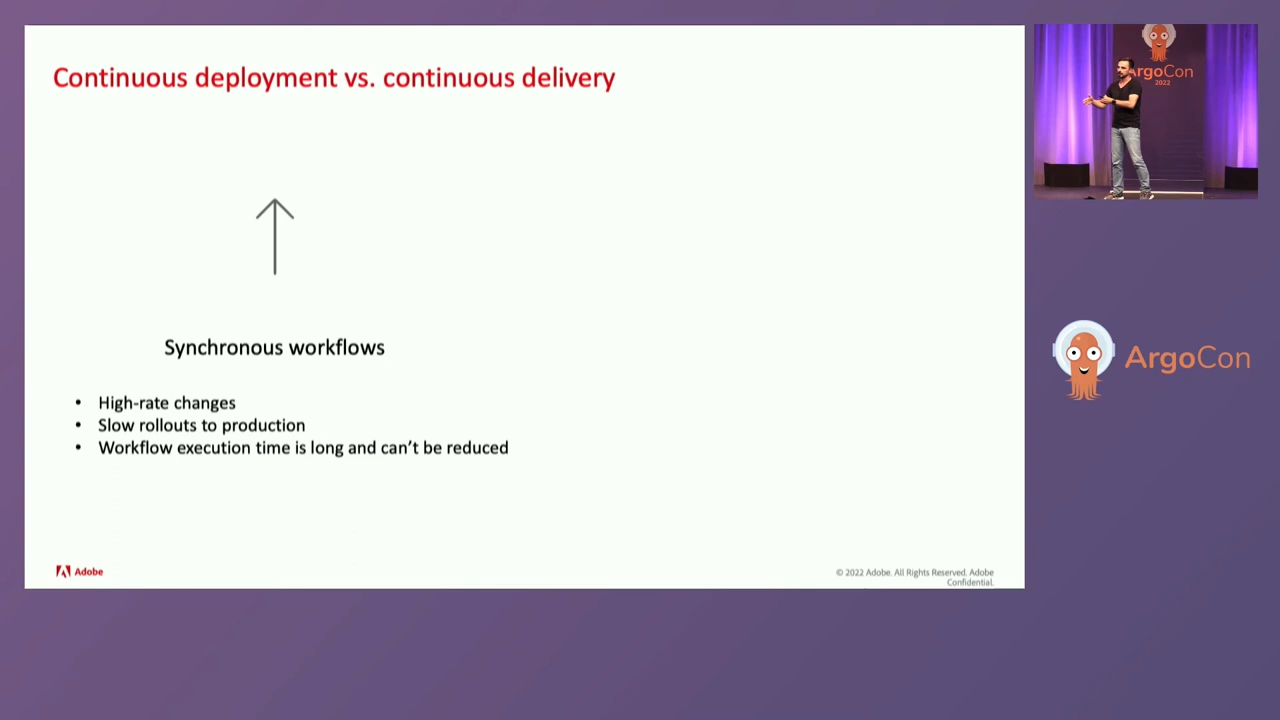 Continuous deployment vs. continuous delivery
Synchronous workflows
• High-rate changes
• Slow rollouts to production
• Workflow execution time is long and can't be reduced
Adobe
© 2022 Adobe. All Rights Reserved. Adobe
Confidential.
ArgoCon
2022
ArgoCon